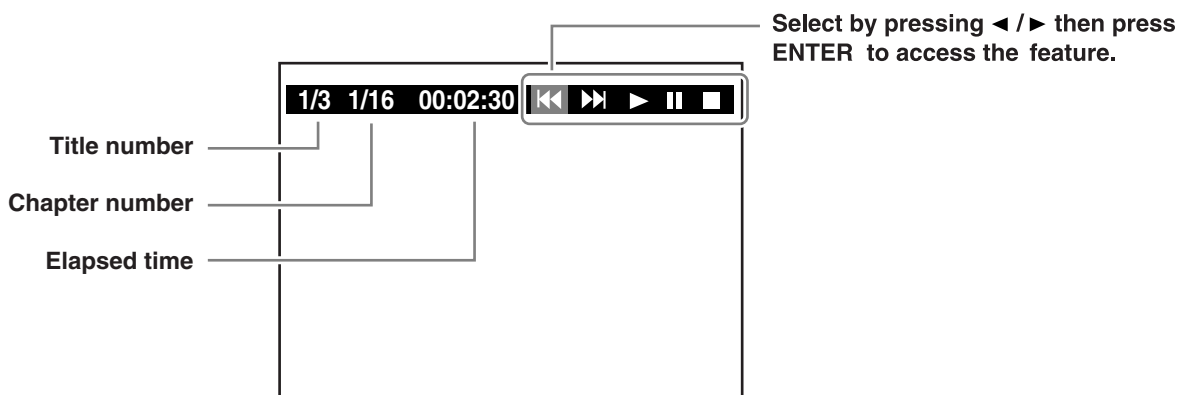 Select by pressing ◄ / ► then press
ENTER to access the feature.
1/3 1/16 00:02:30
Title number
Chapter number
Elapsed time